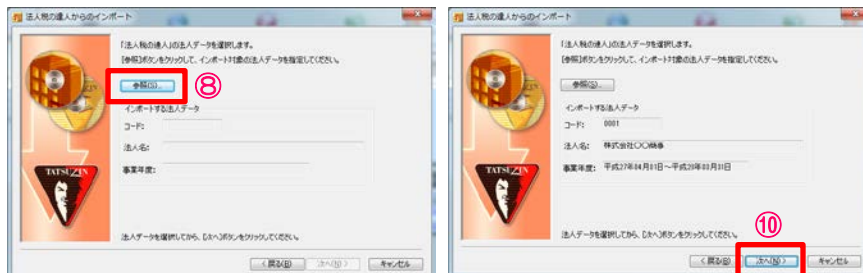 法人税の達人からのインポート
「法人税の達人」の法人データを選択します。
[参照]ボタンをクリックして、インポート対象の法人データを指定してください。
参照(S)...
⑧
インポートする法人データ
コード:
法人名:
事業年度:
TATSUZIN
法人データを選択してから、[次へ]ボタンをクリックしてください。
< 戻る(B)
次へ(N) >
キャンセル
法人税の達人からのインポート
「法人税の達人」の法人データを選択します。
[参照]ボタンをクリックして、インポート対象の法人データを指定してください。
参照(S)...
インポートする法人データ
コード: 0001
法人名: 株式会社〇〇商事
事業年度: 平成27年04月01日～平成28年03月31日
TATSUZIN
法人データを選択してから、[次へ]ボタンをクリックしてください。
⑩
< 戻る(B)
次へ(N) >
キャンセル